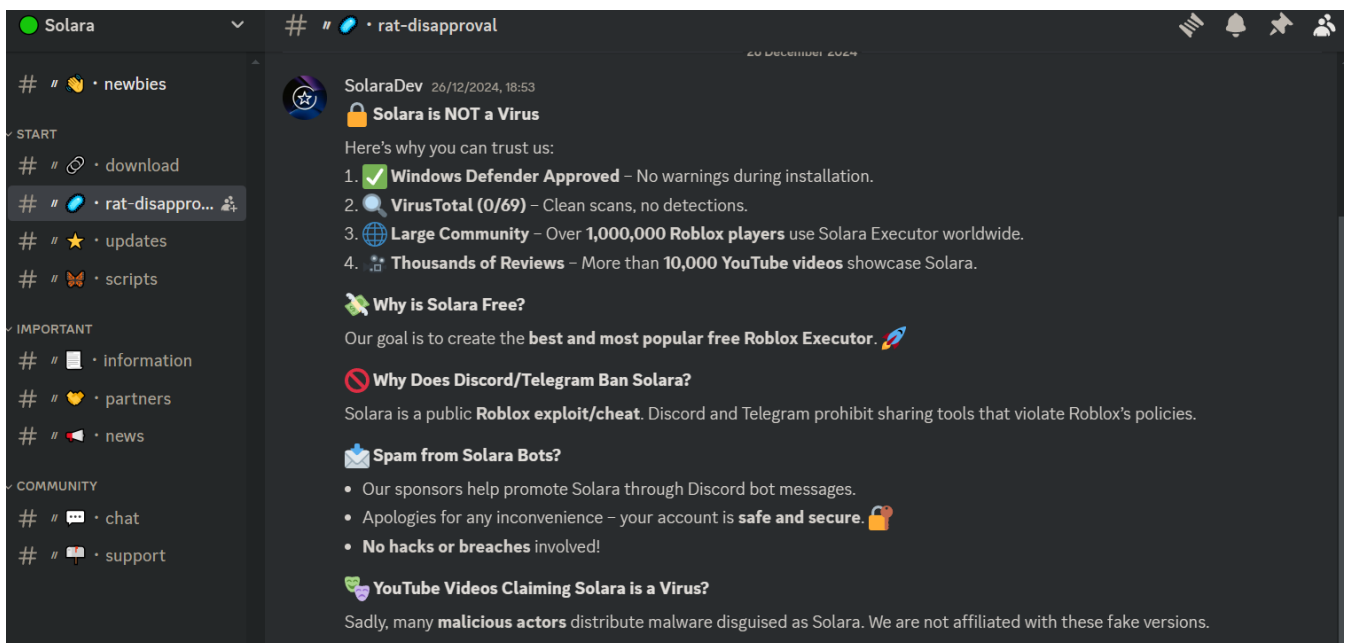 Solara
〃 · rat-disapproval
26 December 2024
〃 · newbies
START
〃 · download
〃 · rat-disappro...
〃 · updates
〃 · scripts
IMPORTANT
〃 · information
〃 · partners
〃 · news
COMMUNITY
〃 · chat
〃 · support
SolaraDev 26/12/2024, 18:53
Solara is NOT a Virus
Here's why you can trust us:
1. Windows Defender Approved – No warnings during installation.
2. VirusTotal (0/69) – Clean scans, no detections.
3. Large Community – Over 1,000,000 Roblox players use Solara Executor worldwide.
4. Thousands of Reviews – More than 10,000 YouTube videos showcase Solara.
Why is Solara Free?
Our goal is to create the best and most popular free Roblox Executor.
Why Does Discord/Telegram Ban Solara?
Solara is a public Roblox exploit/cheat. Discord and Telegram prohibit sharing tools that violate Roblox's policies.
Spam from Solara Bots?
• Our sponsors help promote Solara through Discord bot messages.
• Apologies for any inconvenience – your account is safe and secure.
• No hacks or breaches involved!
YouTube Videos Claiming Solara is a Virus?
Sadly, many malicious actors distribute malware disguised as Solara. We are not affiliated with these fake versions.